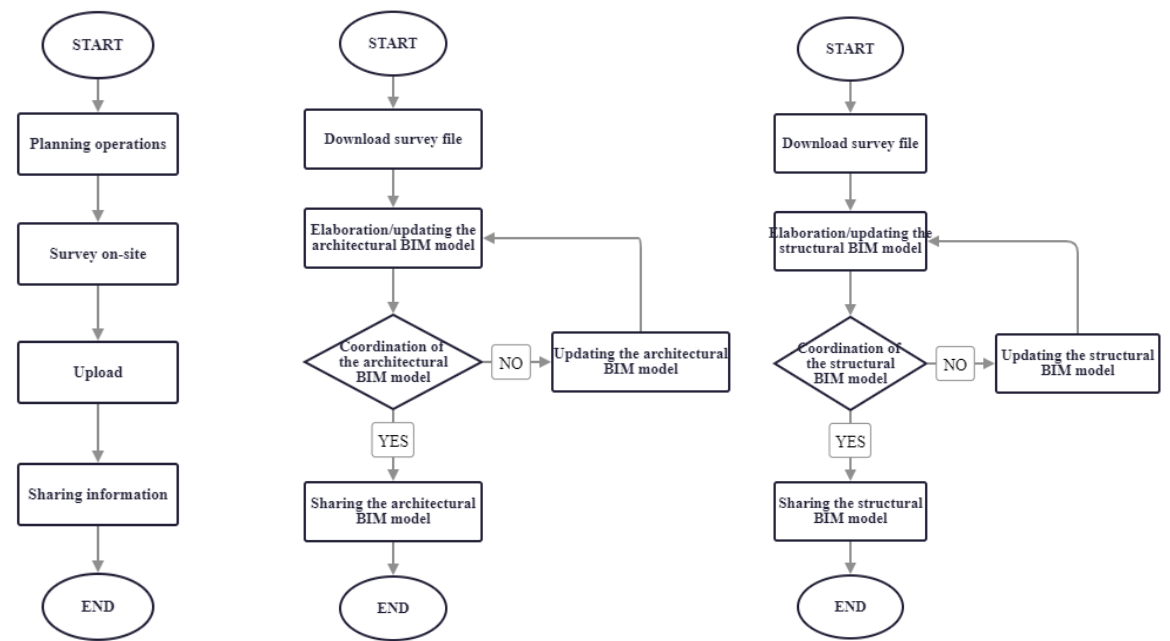 START
Planning operations
Survey on-site
Upload
Sharing information
END
START
Download survey file
Elaboration/updating the
architectural BIM model
Coordination of
the architectural
BIM model
NO
Updating the architectural
BIM model
YES
Sharing the architectural
BIM model
END
START
Download survey file
Elaboration/updating the
structural BIM model
Coordination of
the structural
BIM model
NO
Updating the structural
BIM model
YES
Sharing the structural
BIM model
END